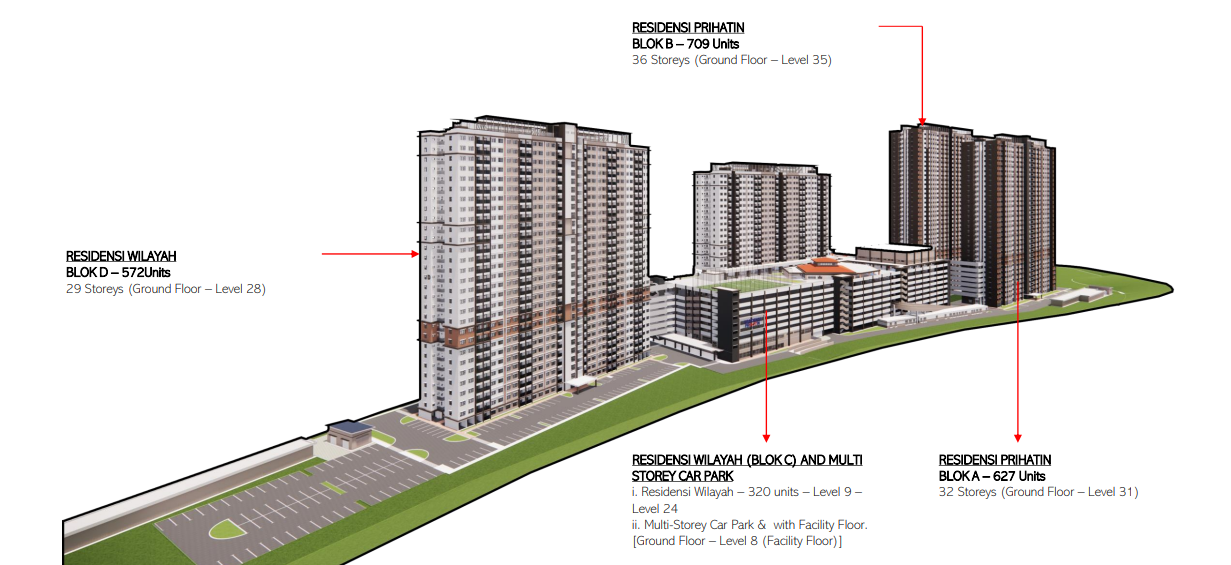 RESIDENSI PRIHATIN
BLOK B – 709 Units
36 Storeys (Ground Floor – Level 35)
RESIDENSI WILAYAH
BLOK D – 572Units
29 Storeys (Ground Floor – Level 28)
RESIDENSI WILAYAH (BLOK C) AND MULTI
STOREY CAR PARK
i. Residensi Wilayah – 320 units – Level 9 –
Level 24
ii. Multi-Storey Car Park &  with Facility Floor.
[Ground Floor – Level 8 (Facility Floor)]
RESIDENSI PRIHATIN
BLOK A – 627 Units
32 Storeys (Ground Floor – Level 31)